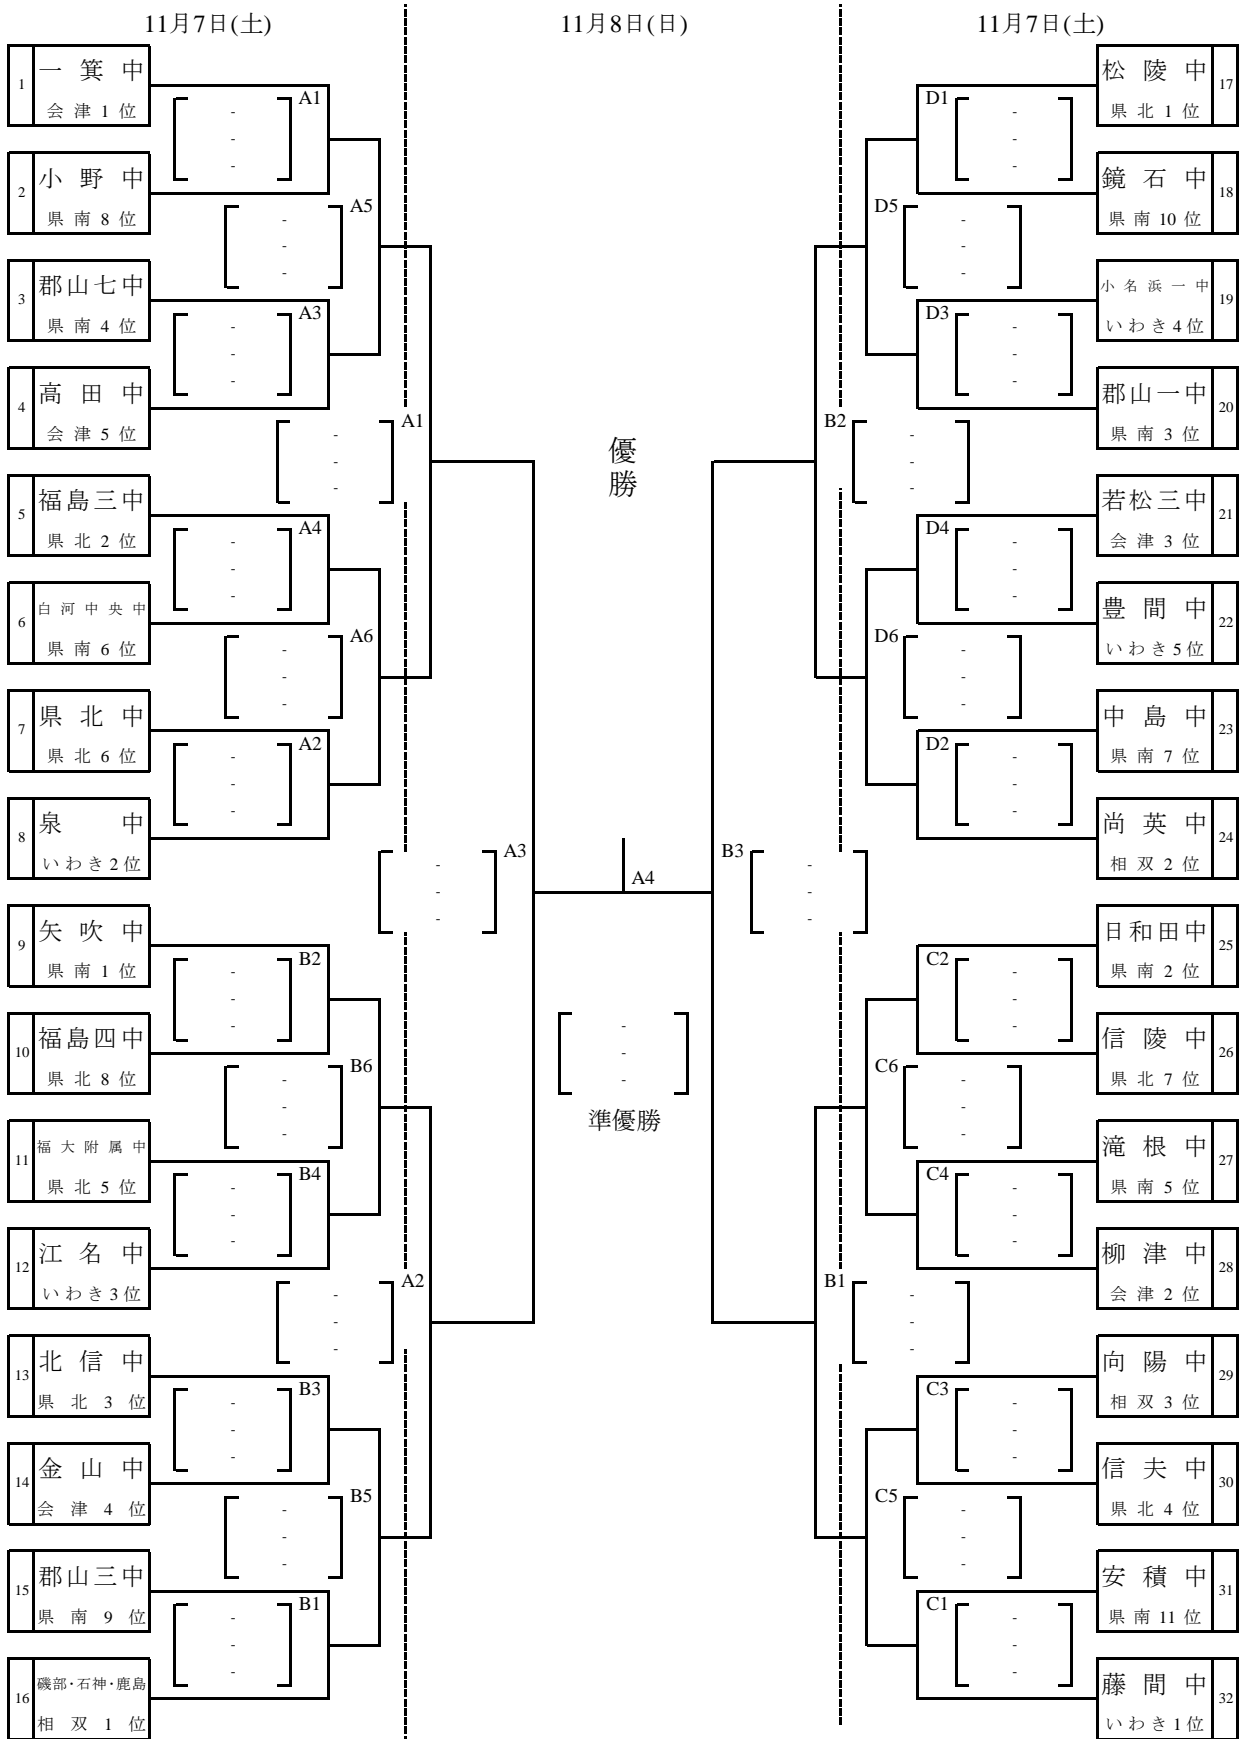 11月7日(土)
11月8日(日)
11月7日(土)
1 一箕中
会津1位
2 小野中
県南8位
3 郡山七中
県南4位
4 高田中
会津5位
5 福島三中
県北2位
6 白河中央中
県南6位
7 県北中
県北6位
8 泉中
いわき2位
9 矢吹中
県南1位
10 福島四中
県北8位
11 福大附属中
県北5位
12 江名中
いわき3位
13 北信中
県北3位
14 金山中
会津4位
15 郡山三中
県南9位
16 磯部・石神・鹿島
相双1位
A1
A5
A3
A1
A4
A6
A2
A3
B2
B6
B4
A2
B3
B5
B1
優勝
A4
準優勝
D1
D5
D3
B2
D4
D6
D2
B3
C2
C6
C4
B1
C3
C5
C1
松陵中 17
県北1位
鏡石中 18
県南10位
小名浜一中 19
いわき4位
郡山一中 20
県南3位
若松三中 21
会津3位
豊間中 22
いわき5位
中島中 23
県南7位
尚英中 24
相双2位
日和田中 25
県南2位
信陵中 26
県北7位
滝根中 27
県南5位
柳津中 28
会津2位
向陽中 29
相双3位
信夫中 30
県北4位
安積中 31
県南11位
藤間中 32
いわき1位